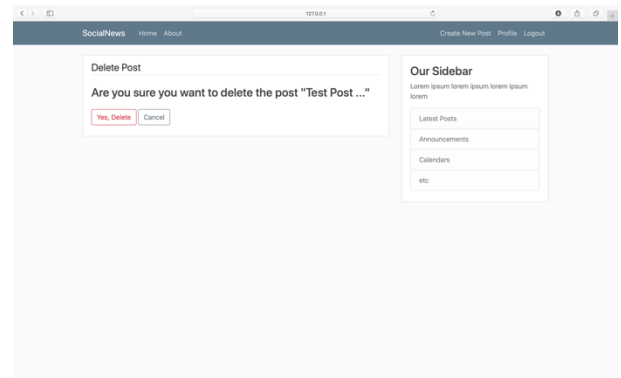 127.0.0.1
SocialNews Home About Create New Post Profile Logout
Delete Post
Are you sure you want to delete the post "Test Post ..."
Yes, Delete Cancel
Our Sidebar
Lorem ipsum lorem ipsum lorem ipsum
lorem
Latest Posts
Announcements
Calendars
etc